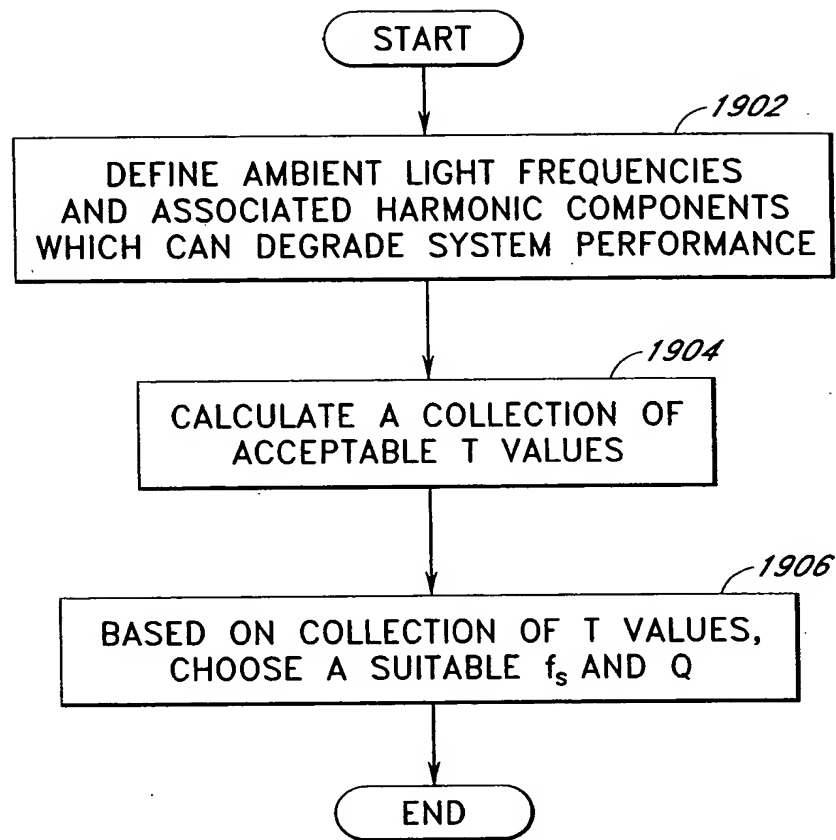 START
1902
DEFINE AMBIENT LIGHT FREQUENCIES
AND ASSOCIATED HARMONIC COMPONENTS
WHICH CAN DEGRADE SYSTEM PERFORMANCE
1904
CALCULATE A COLLECTION OF
ACCEPTABLE T VALUES
1906
BASED ON COLLECTION OF T VALUES,
CHOOSE A SUITABLE fs AND Q
END